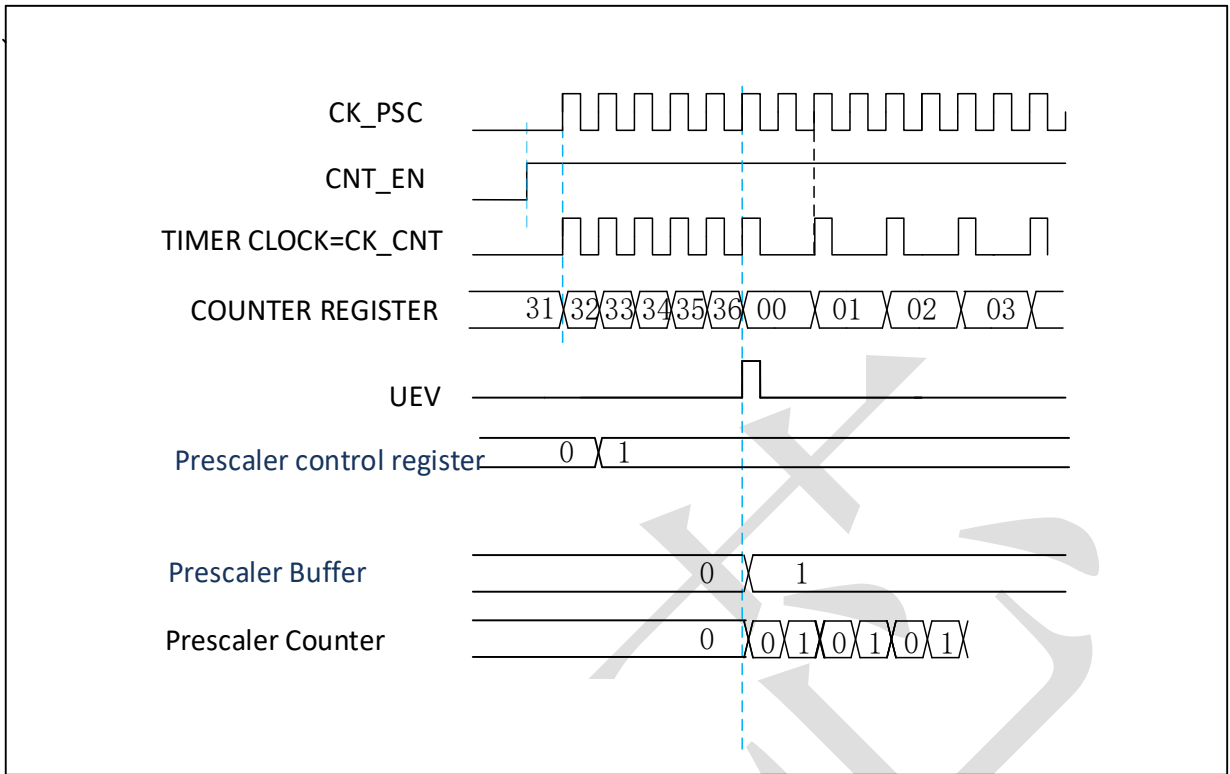 CK_PSC
CNT_EN
TIMER CLOCK=CK_CNT
COUNTER REGISTER 31 32 33 34 35 36 00 01 02 03
UEV
Prescaler control register 0 1
Prescaler Buffer 0 1
Prescaler Counter 0 0 1 0 1 0 1